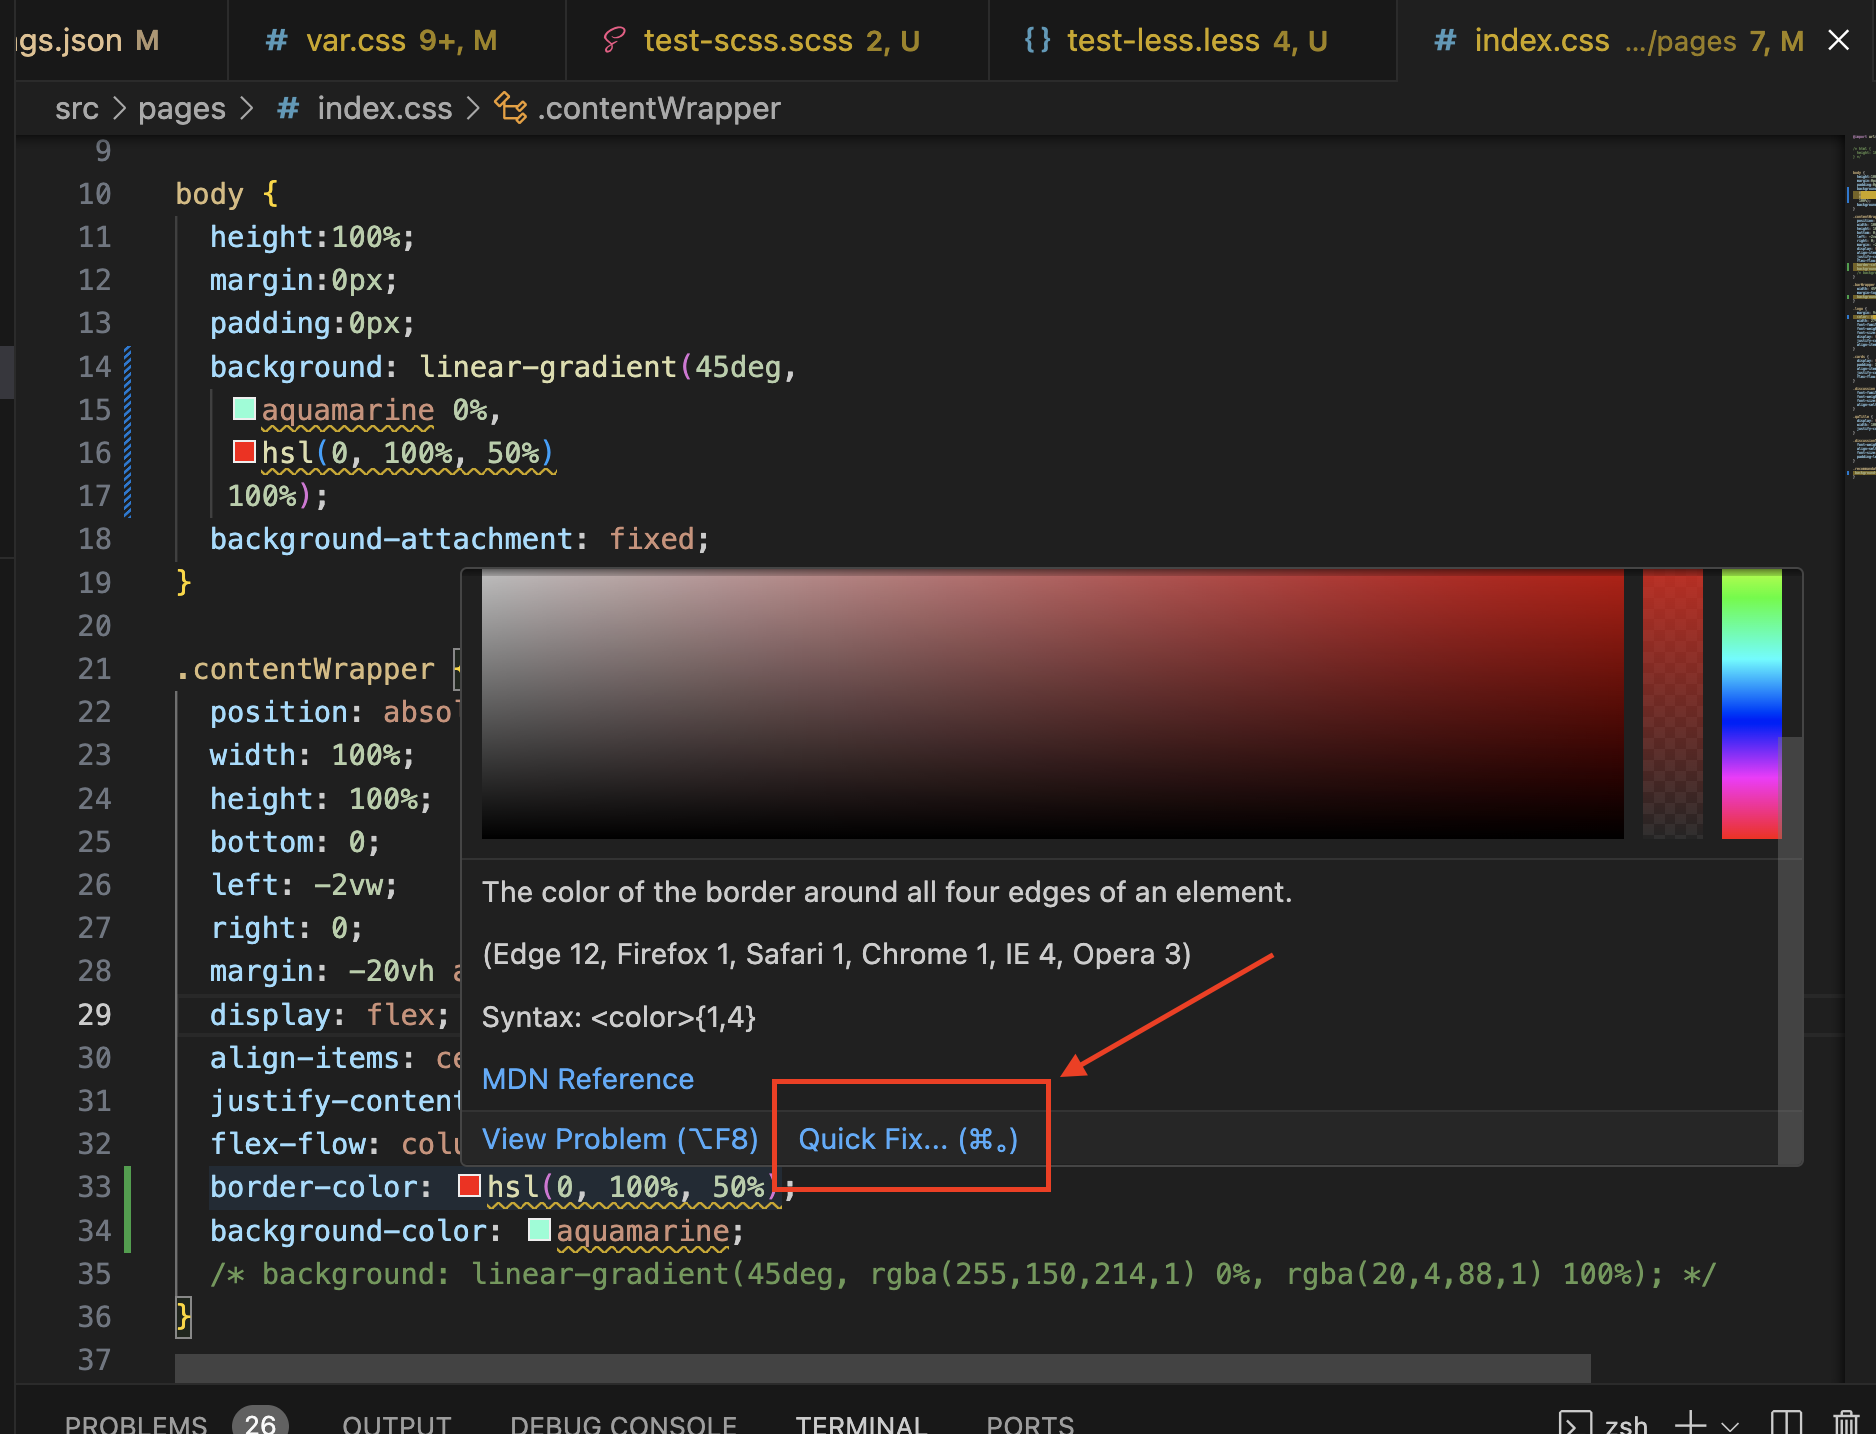 gs.json M
# var.css 9+, M
test-scss.scss 2, U
{} test-less.less 4, U
# index.css .../pages 7, M
src > pages > # index.css > .contentWrapper
9
10 body {
11 height:100%;
12 margin:0px;
13 padding:0px;
14 background: linear-gradient(45deg,
15 aquamarine 0%,
16 hsl(0, 100%, 50%)
17 100%);
18 background-attachment: fixed;
19 }
20
21 .contentWrapper {
22 position: absol
23 width: 100%;
24 height: 100%;
25 bottom: 0;
26 left: -2vw;
27 right: 0;
28 margin: -20vh a
29 display: flex;
30 align-items: ce
31 justify-content
32 flex-flow: colu
The color of the border around all four edges of an element.
(Edge 12, Firefox 1, Safari 1, Chrome 1, IE 4, Opera 3)
Syntax: <color>{1,4}
MDN Reference
View Problem (⌥F8) Quick Fix... (⌘。)
33 border-color: hsl(0, 100%, 50%);
34 background-color: aquamarine;
35 /* background: linear-gradient(45deg, rgba(255,150,214,1) 0%, rgba(20,4,88,1) 100%); */
36 }
37
PROBLEMS 26 OUTPUT DEBUG CONSOLE TERMINAL PORTS zsh